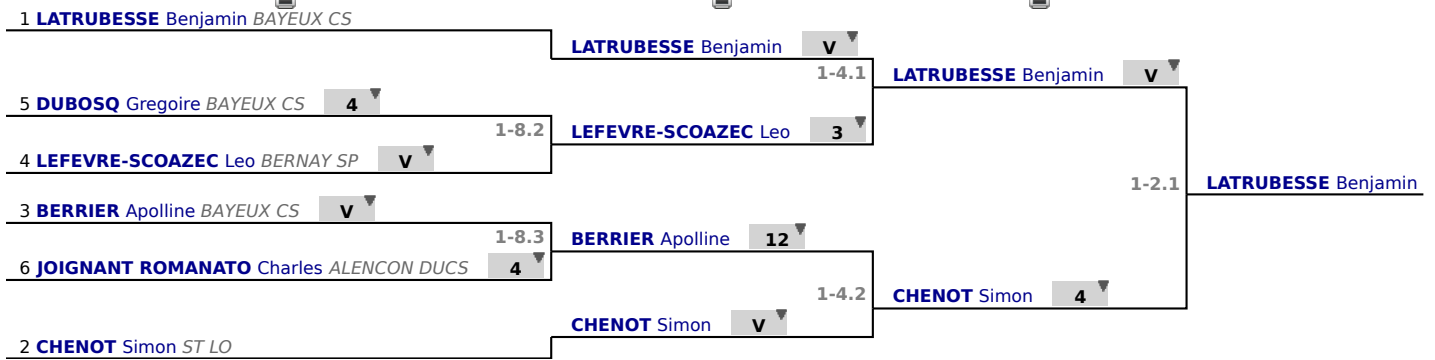 1 LATRUBESSE Benjamin BAYEUX CS
LATRUBESSE Benjamin V
1-4.1
LATRUBESSE Benjamin V
5 DUBOSQ Gregoire BAYEUX CS 4
1-8.2
LEFEVRE-SCOAZEC Leo 3
4 LEFEVRE-SCOAZEC Leo BERNAY SP V
1-2.1
LATRUBESSE Benjamin
3 BERRIER Apolline BAYEUX CS V
1-8.3
BERRIER Apolline 12
6 JOIGNANT ROMANATO Charles ALENCON DUCS 4
1-4.2
CHENOT Simon 4
CHENOT Simon V
2 CHENOT Simon ST LO